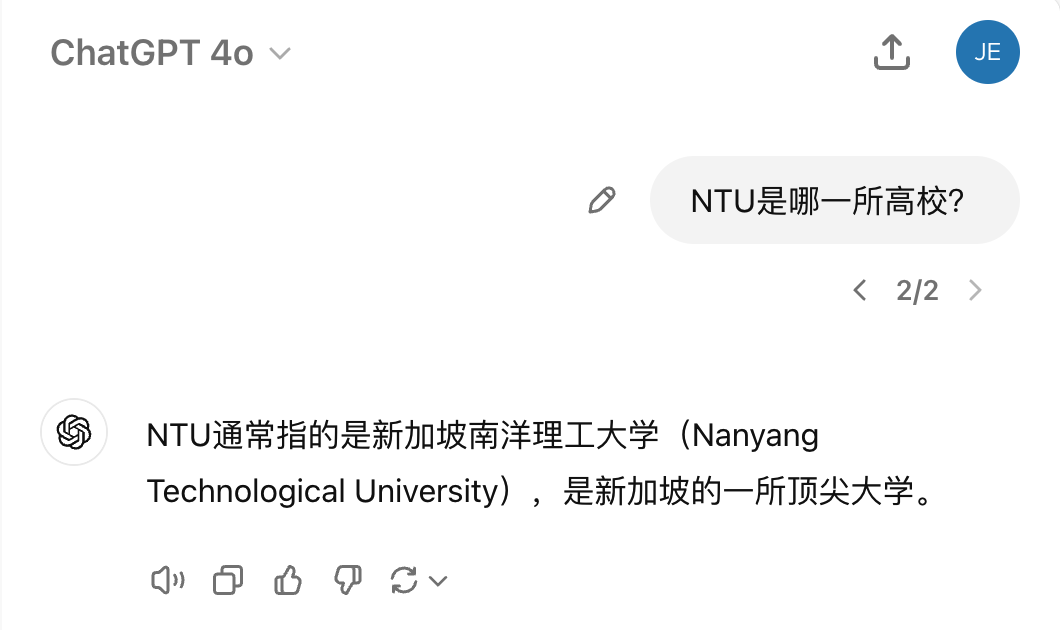 ChatGPT 4o
JE
NTU是哪一所高校?
2/2
NTU通常指的是新加坡南洋理工大学（Nanyang
Technological University），是新加坡的一所顶尖大学。